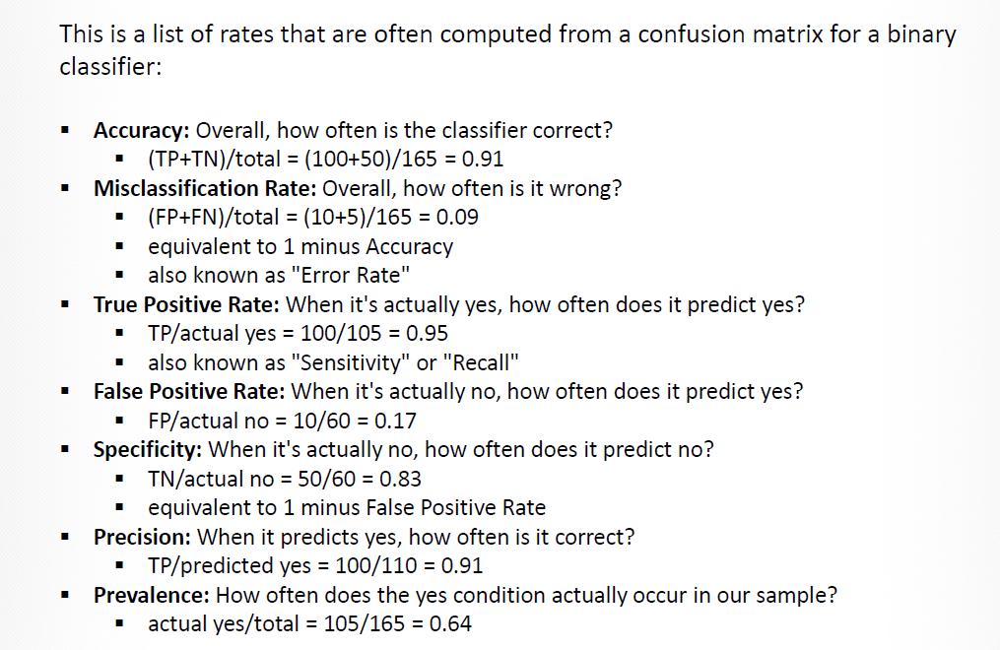 This is a list of rates that are often computed from a confusion matrix for a binary
classifier:
▪ Accuracy: Overall, how often is the classifier correct?
▪ (TP+TN)/total = (100+50)/165 = 0.91
▪ Misclassification Rate: Overall, how often is it wrong?
▪ (FP+FN)/total = (10+5)/165 = 0.09
▪ equivalent to 1 minus Accuracy
▪ also known as "Error Rate"
▪ True Positive Rate: When it's actually yes, how often does it predict yes?
▪ TP/actual yes = 100/105 = 0.95
▪ also known as "Sensitivity" or "Recall"
▪ False Positive Rate: When it's actually no, how often does it predict yes?
▪ FP/actual no = 10/60 = 0.17
▪ Specificity: When it's actually no, how often does it predict no?
▪ TN/actual no = 50/60 = 0.83
▪ equivalent to 1 minus False Positive Rate
▪ Precision: When it predicts yes, how often is it correct?
▪ TP/predicted yes = 100/110 = 0.91
▪ Prevalence: How often does the yes condition actually occur in our sample?
▪ actual yes/total = 105/165 = 0.64